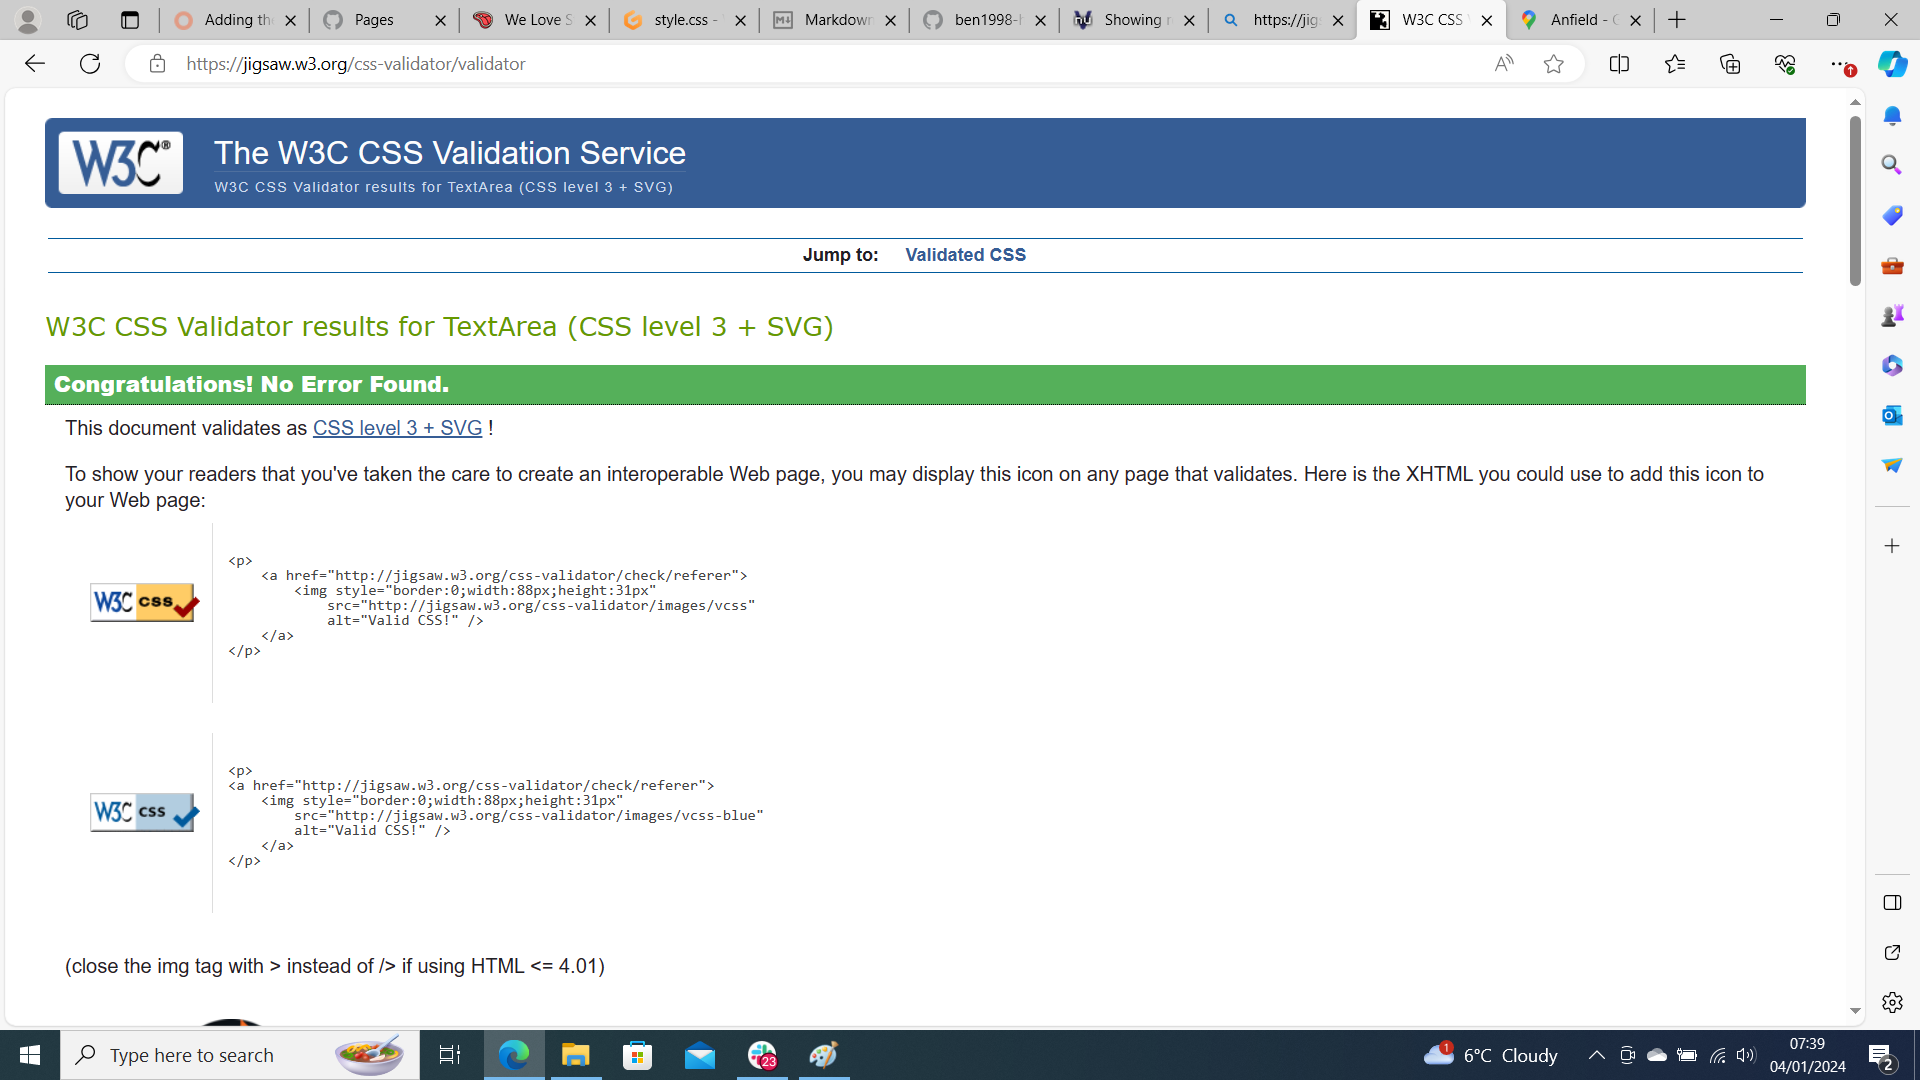 Adding th
Pages
We Love S
style.css -
Markdown
ben1998-h
Showing r
https://jig
W3C CSS
Anfield - G
https://jigsaw.w3.org/css-validator/validator
W3C®
The W3C CSS Validation Service
W3C CSS Validator results for TextArea (CSS level 3 + SVG)
Jump to: Validated CSS
W3C CSS Validator results for TextArea (CSS level 3 + SVG)
Congratulations! No Error Found.
This document validates as CSS level 3 + SVG !
To show your readers that you've taken the care to create an interoperable Web page, you may display this icon on any page that validates. Here is the XHTML you could use to add this icon to
your Web page:
W3C css
<p>
<a href="http://jigsaw.w3.org/css-validator/check/referer">
<img style="border:0;width:88px;height:31px"
src="http://jigsaw.w3.org/css-validator/images/vcss"
alt="Valid CSS!" />
</a>
</p>
W3C css
<p>
<a href="http://jigsaw.w3.org/css-validator/check/referer">
<img style="border:0;width:88px;height:31px"
src="http://jigsaw.w3.org/css-validator/images/vcss-blue"
alt="Valid CSS!" />
</a>
</p>
(close the img tag with > instead of /> if using HTML <= 4.01)
Type here to search
23
1
6°C Cloudy
07:39
04/01/2024
2